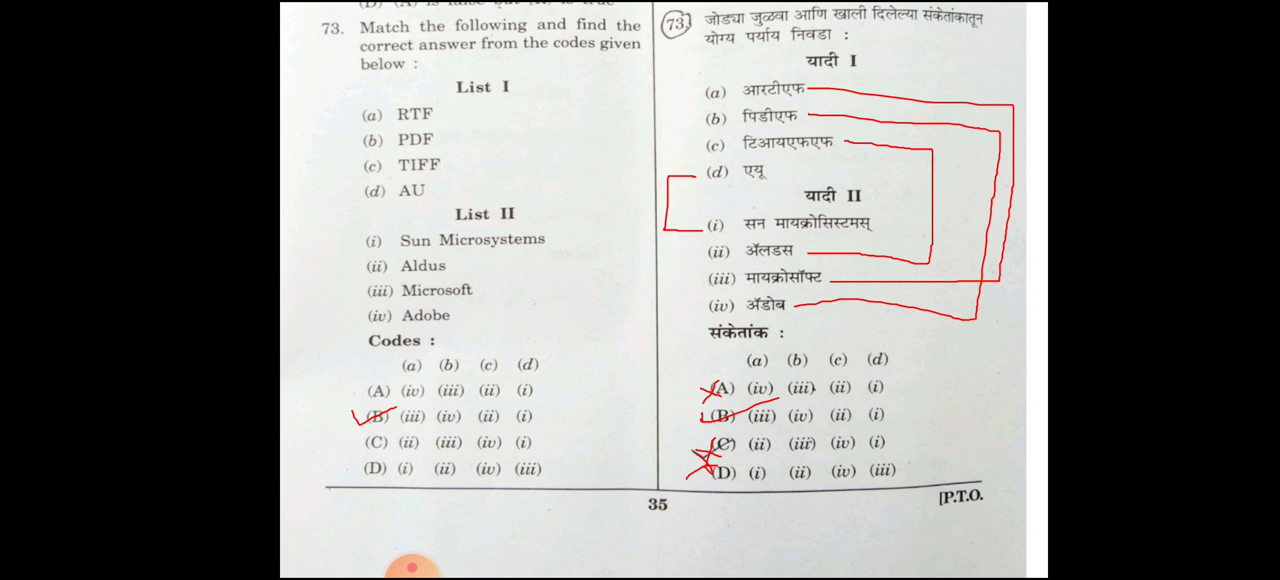 73. Match the following and find the
correct answer from the codes given
below :
List I
(a) RTF
(b) PDF
(c) TIFF
(d) AU
List II
(i) Sun Microsystems
(ii) Aldus
(iii) Microsoft
(iv) Adobe
Codes :
(a) (b) (c) (d)
(A) (iv) (iii) (ii) (i)
(B) (iii) (iv) (ii) (i)
(C) (ii) (iii) (iv) (i)
(D) (i) (ii) (iv) (iii)
73. जोड्या जुळवा आणि खाली दिलेल्या संकेतांकातून
योग्य पर्याय निवडा :
यादी I
(a) आरटीएफ
(b) पिडीएफ
(c) टिआयएफएफ
(d) एयू
यादी II
(i) सन मायक्रोसिस्टमस्
(ii) ॲलडस
(iii) मायक्रोसॉफ्ट
(iv) ॲडोब
संकेतांक :
(a) (b) (c) (d)
(A) (iv) (iii) (ii) (i)
(B) (iii) (iv) (ii) (i)
(C) (ii) (iii) (iv) (i)
(D) (i) (ii) (iv) (iii)
35
[P.T.O.